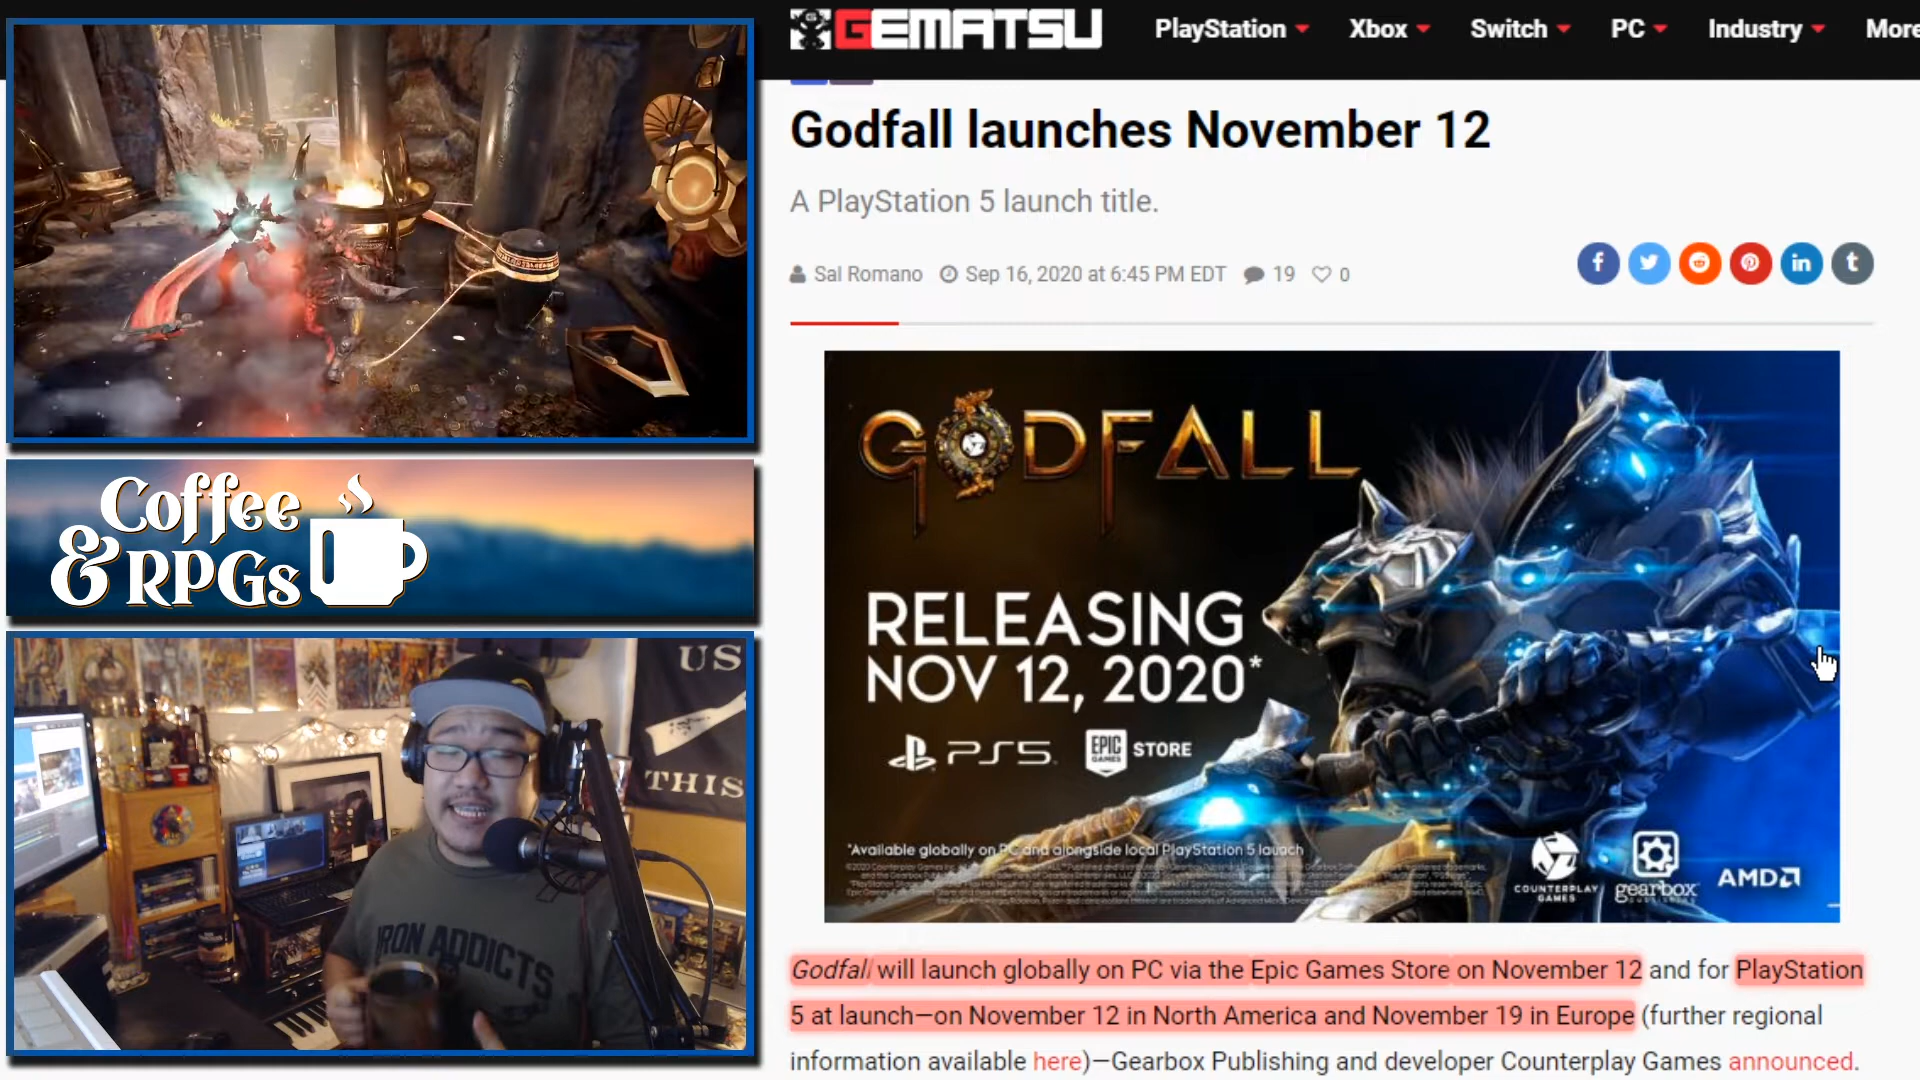 GEMATSU
PlayStation Xbox Switch PC Industry More
Godfall launches November 12
A PlayStation 5 launch title.
Sal Romano Sep 16, 2020 at 6:45 PM EDT 19 0
GODFALL
RELEASING
NOV 12, 2020*
PS5 EPIC GAMES STORE
*Available globally on PC and alongside local PlayStation 5 launch
COUNTERPLAY GAMES gearbox PUBLISHING AMD
Godfall will launch globally on PC via the Epic Games Store on November 12 and for PlayStation
5 at launch—on November 12 in North America and November 19 in Europe (further regional
information available here)—Gearbox Publishing and developer Counterplay Games announced.
Coffee
& RPGs
US
THIS
IRON ADDICTS